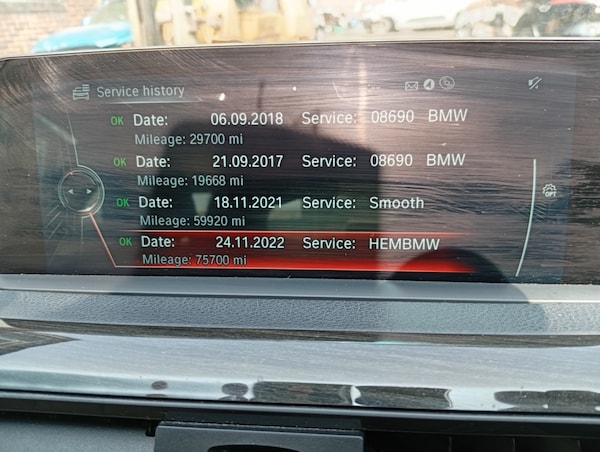 Service history
OK Date: 06.09.2018 Service: 08690 BMW
Mileage: 29700 mi
OK Date: 21.09.2017 Service: 08690 BMW
Mileage: 19668 mi
OK Date: 18.11.2021 Service: Smooth
Mileage: 59920 mi
OK Date: 24.11.2022 Service: HEMBMW
Mileage: 75700 mi
OPT